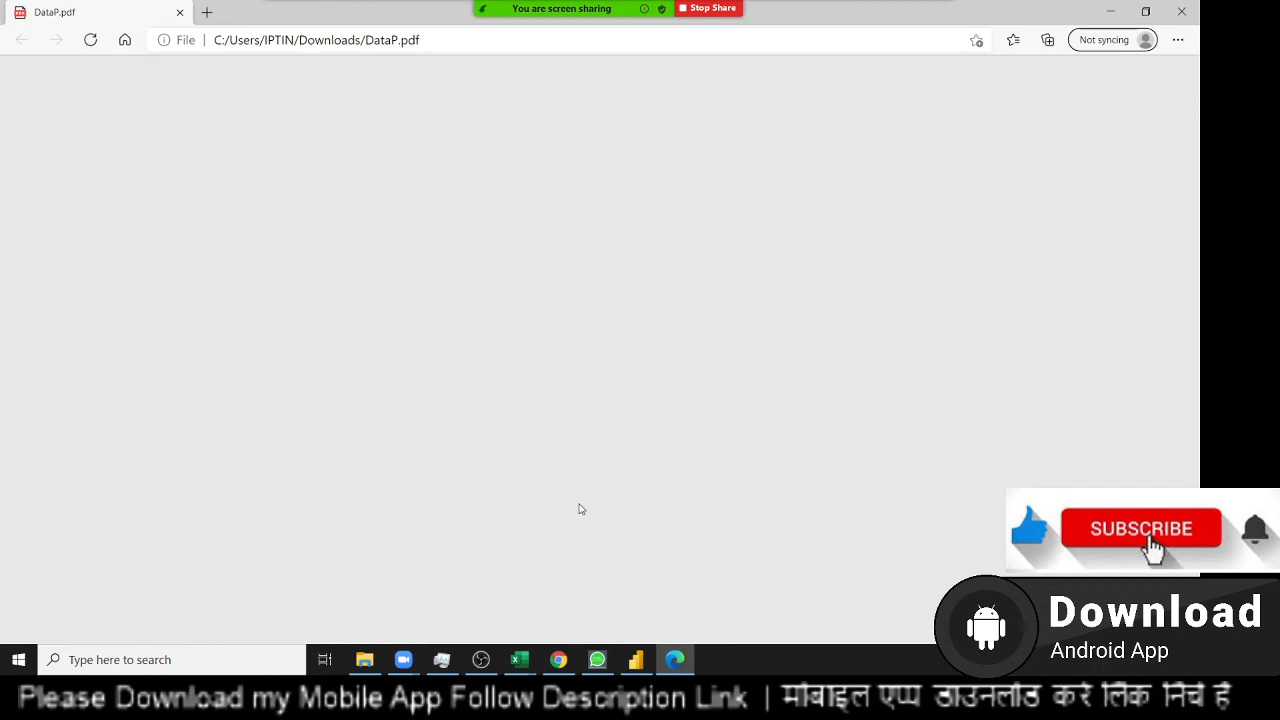 DataP.pdf
You are screen sharing
Stop Share
File
C:/Users/IPTIN/Downloads/DataP.pdf
Not syncing
SUBSCRIBE
Download
Android App
Type here to search
Please Download my Mobile App Follow Description Link | मोबाइल एप्प डाउनलोड करे लिंक निचे है